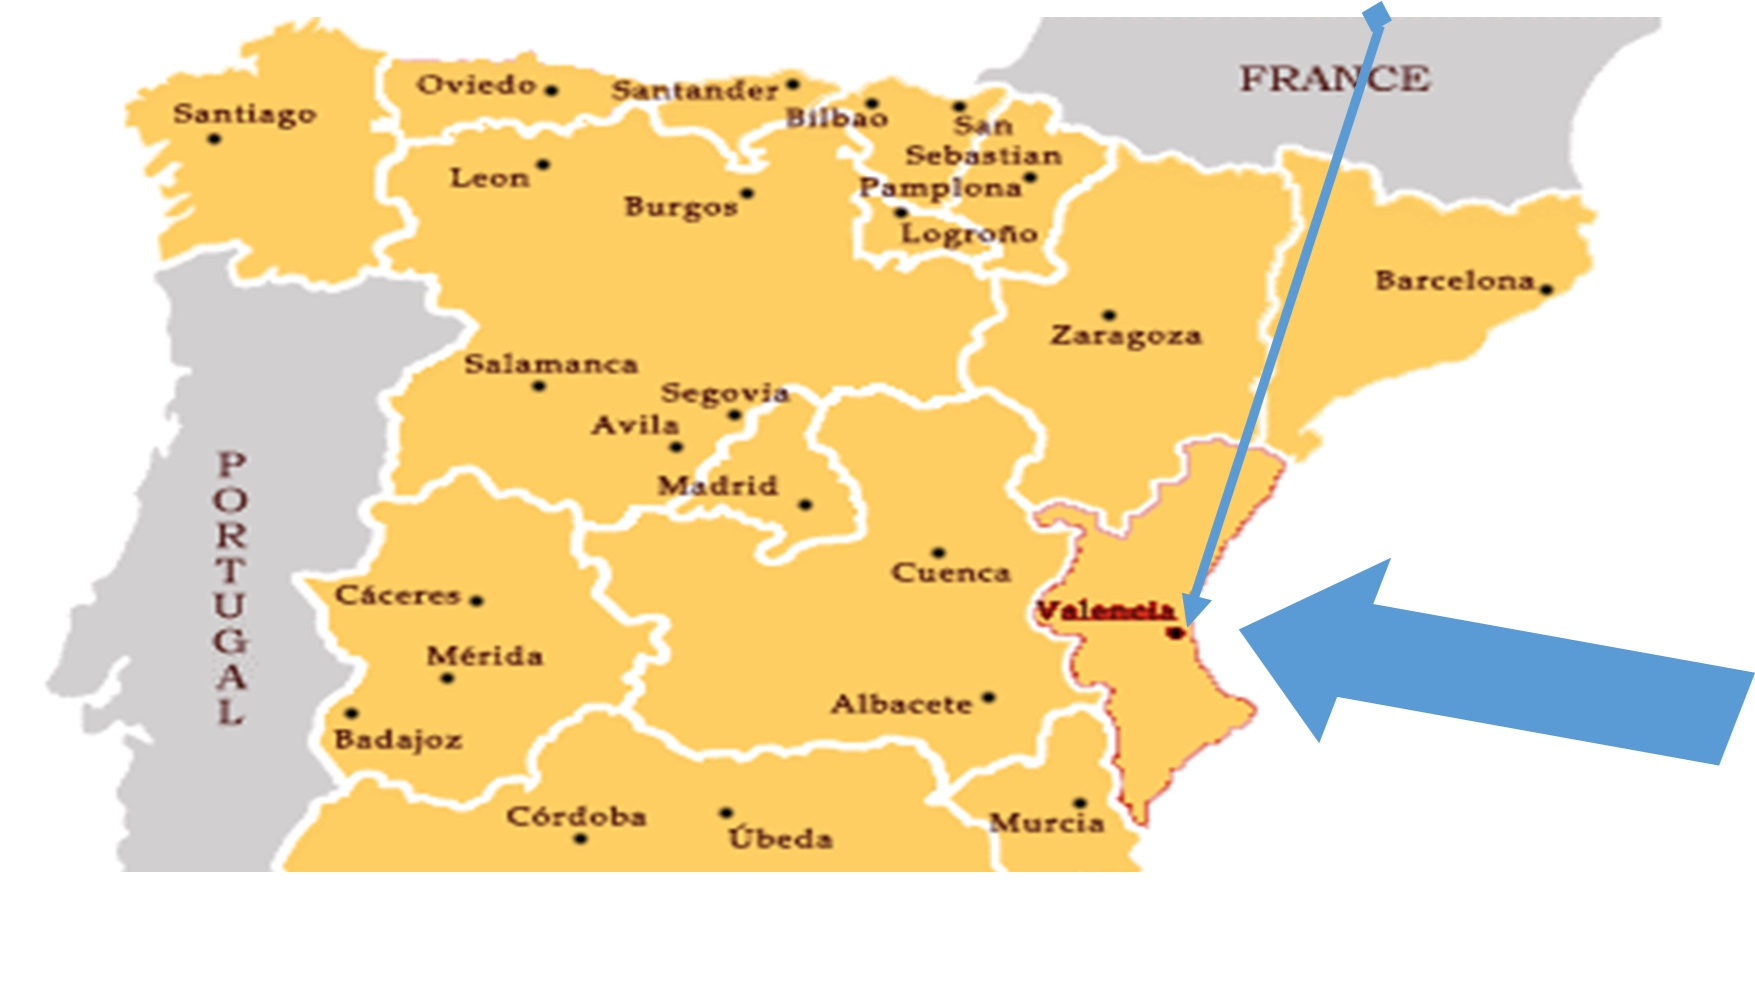 FRANCE
Oviedo
Santander
Bilbao
Santiago
San
Sebastian
Leon
Pamplona
Burgos
Logroño
Barcelona
Zaragoza
Salamanca
Segovia
Avila
Madrid
PORTUGAL
Cuenca
Cáceres
Valencia
Mérida
Albacete
Badajoz
Córdoba
Úbeda
Murcia